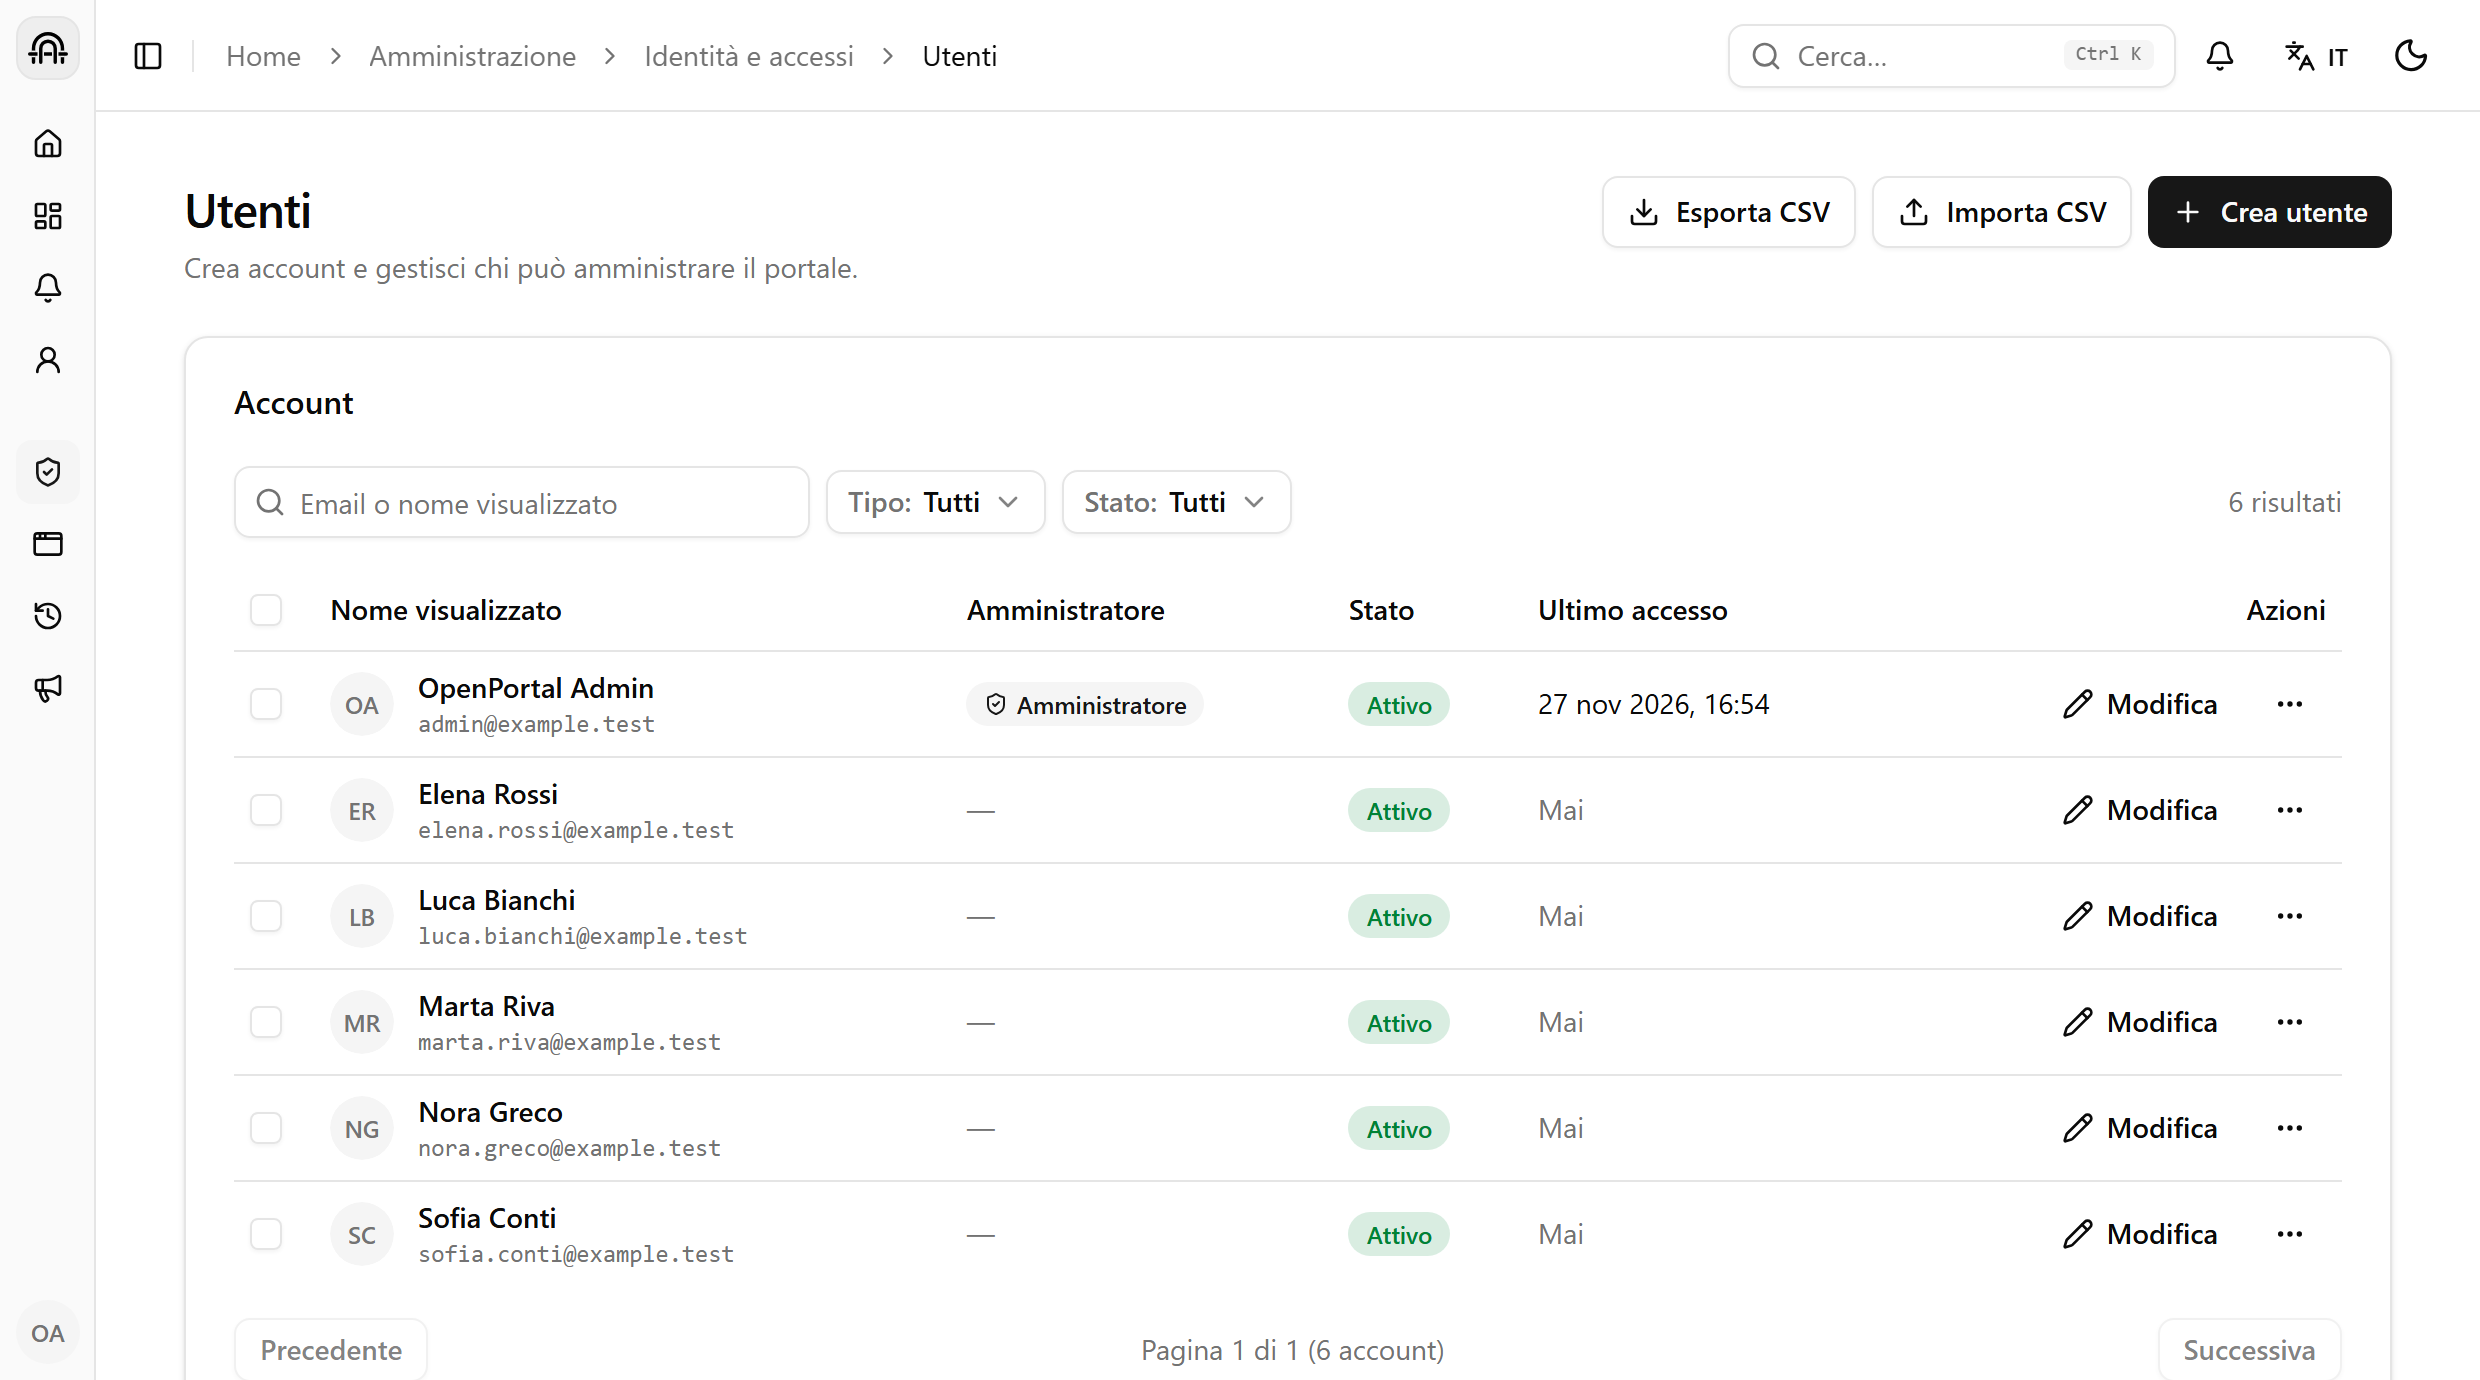 Home > Amministrazione > Identità e accessi > Utenti
Cerca... Ctrl K
IT
Utenti
Esporta CSV
Importa CSV
Crea utente
Crea account e gestisci chi può amministrare il portale.
Account
Email o nome visualizzato
Tipo: Tutti
Stato: Tutti
6 risultati
Nome visualizzato Amministratore Stato Ultimo accesso Azioni
OA OpenPortal Admin Amministratore Attivo 27 nov 2026, 16:54 Modifica
admin@example.test
ER Elena Rossi — Attivo Mai Modifica
elena.rossi@example.test
LB Luca Bianchi — Attivo Mai Modifica
luca.bianchi@example.test
MR Marta Riva — Attivo Mai Modifica
marta.riva@example.test
NG Nora Greco — Attivo Mai Modifica
nora.greco@example.test
SC Sofia Conti — Attivo Mai Modifica
sofia.conti@example.test
OA
Precedente Pagina 1 di 1 (6 account) Successiva